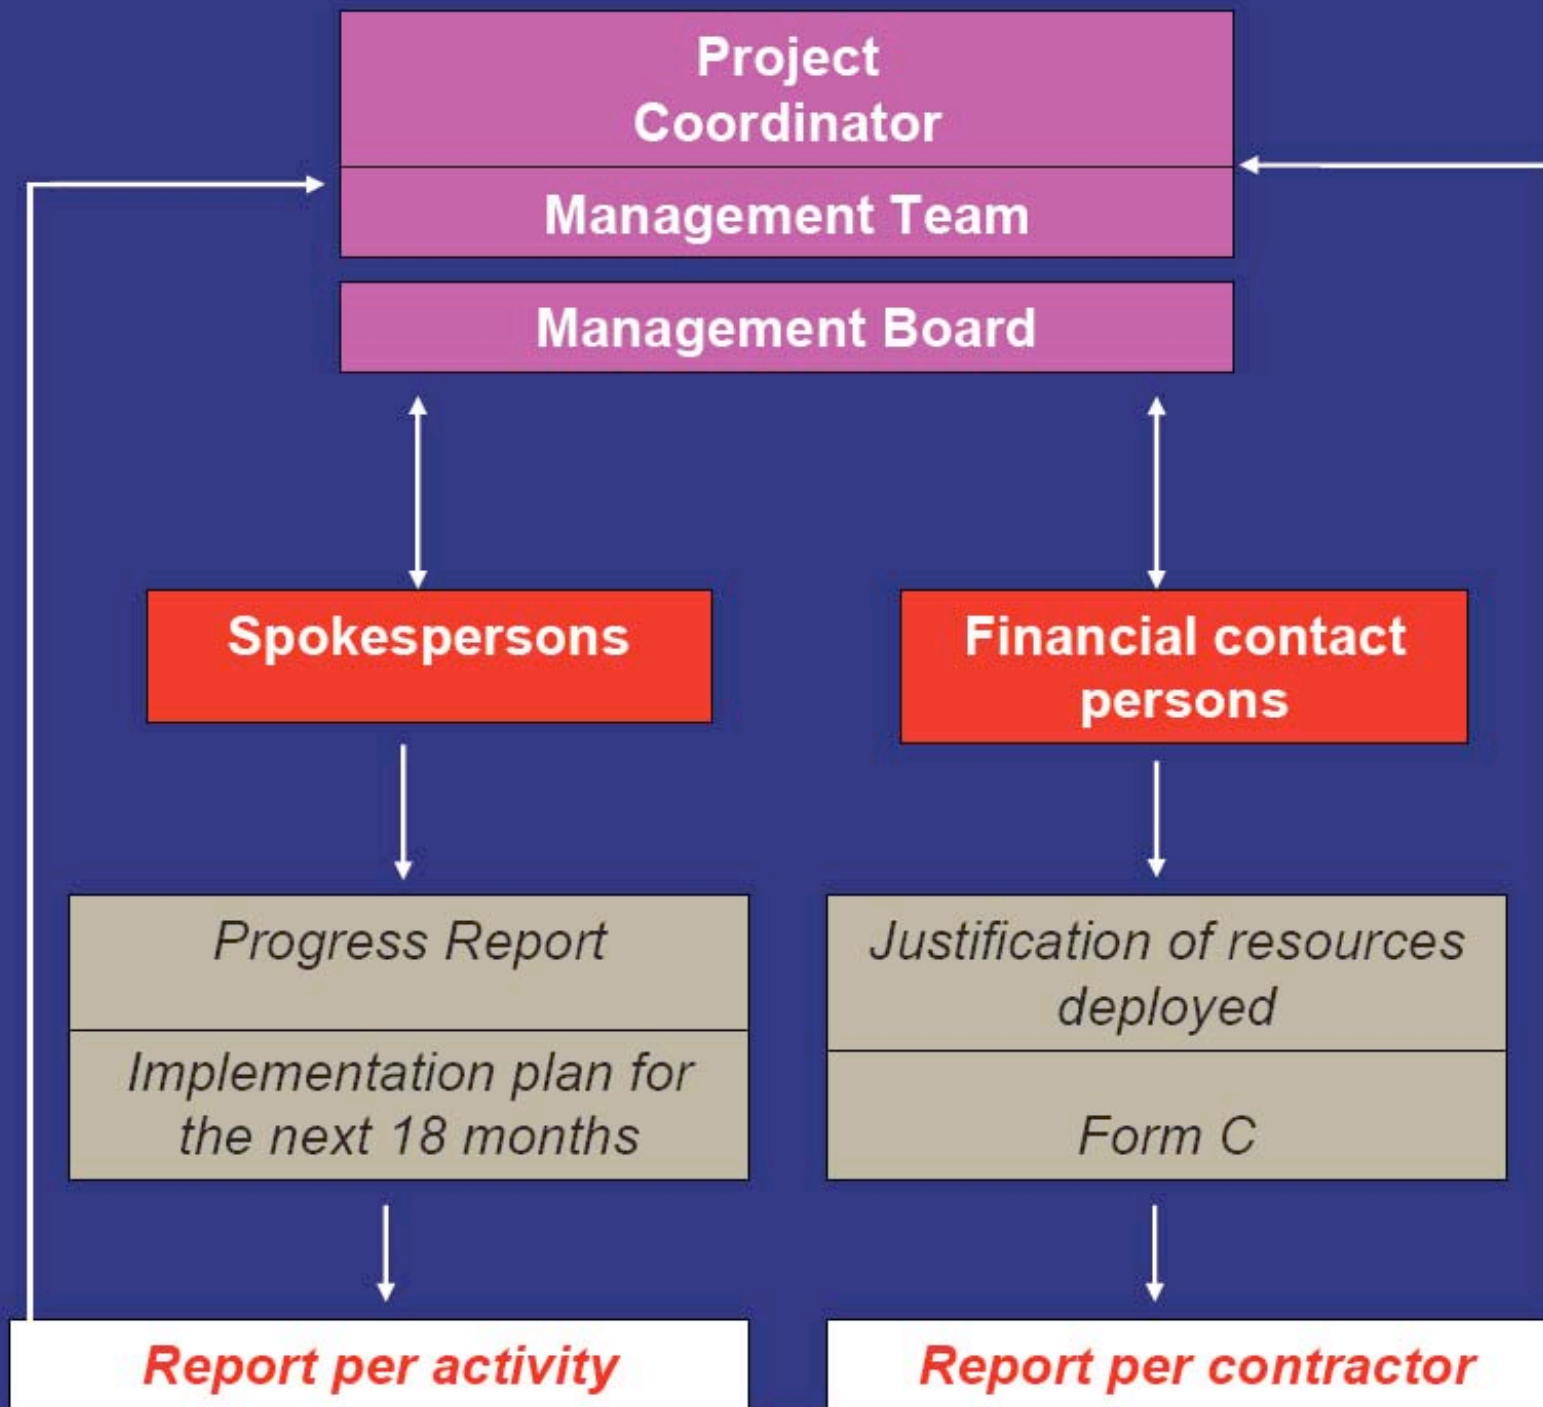 Project
Coordinator
Management Team
Management Board
Spokespersons
Financial contact
persons
Progress Report
Implementation plan for
the next 18 months
Justification of resources
deployed
Form C
Report per activity
Report per contractor